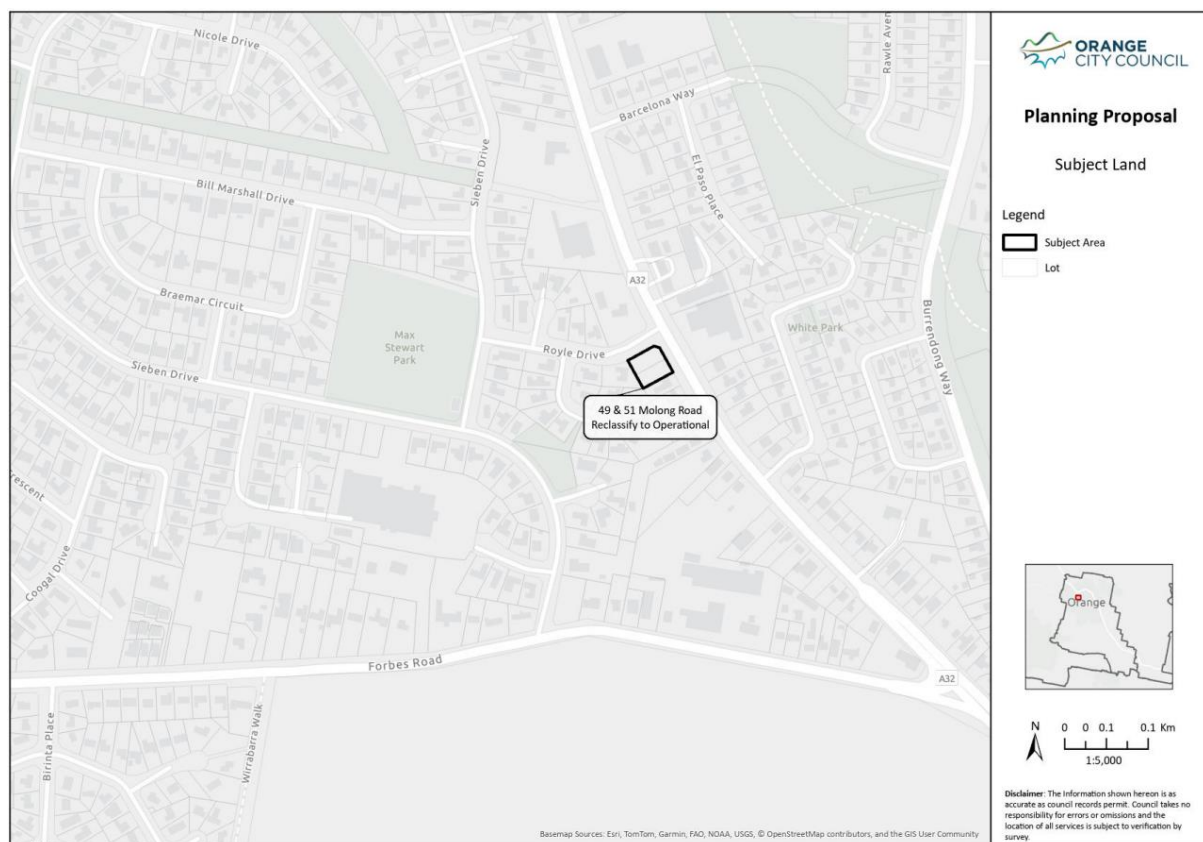 Nicole Drive
Rawle Aven
Barcelona Way
Sieben Drive
El Paso Place
Bill Marshall Drive
A32
Braemar Circuit
Burrendong Way
White Park
Max
Stewart
Park
Royle Drive
Sieben Drive
49 & 51 Molong Road
Reclassify to Operational
rescent
Coogal Drive
Forbes Road
A32
Birinta Place
Wirrabarra Walk
Basemap Sources: Esri, TomTom, Garmin, FAO, NOAA, USGS, © OpenStreetMap contributors, and the GIS User Community
ORANGE
CITY COUNCIL
Planning Proposal
Subject Land
Legend
Subject Area
Lot
Orange
N
0 0 0.1 0.1 Km
1:5,000
Disclaimer: The Information shown hereon is as
accurate as council records permit. Council takes no
responsibility for errors or omissions and the
location of all services is subject to verification by
survey.